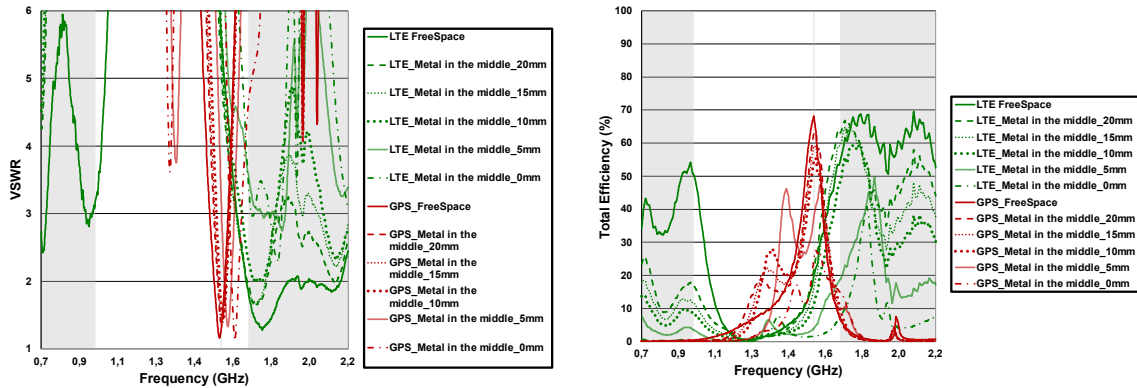 VSWR
6
5
4
3
2
1
0,7 0,9 1,1 1,3 1,4 1,6 1,8 2,0 2,2
Frequency (GHz)
LTE FreeSpace
LTE_Metal in the middle_20mm
LTE_Metal in the middle_15mm
LTE_Metal in the middle_10mm
LTE_Metal in the middle_5mm
LTE_Metal in the middle_0mm
GPS_FreeSpace
GPS_Metal in the
middle_20mm
GPS_Metal in the
middle_15mm
GPS_Metal in the
middle_10mm
GPS_Metal in the middle_5mm
GPS_Metal in the middle_0mm
Total Efficiency (%)
100
90
80
70
60
50
40
30
20
10
0
0,7 0,9 1,1 1,3 1,4 1,6 1,8 2,0 2,2
Frequency (GHz)
LTE FreeSpace
LTE_Metal in the middle_20mm
LTE_Metal in the middle_15mm
LTE_Metal in the middle_10mm
LTE_Metal in the middle_5mm
LTE_Metal in the middle_0mm
GPS_FreeSpace
GPS_Metal in the middle_20mm
GPS_Metal in the middle_15mm
GPS_Metal in the middle_10mm
GPS_Metal in the middle_5mm
GPS_Metal in the middle_0mm